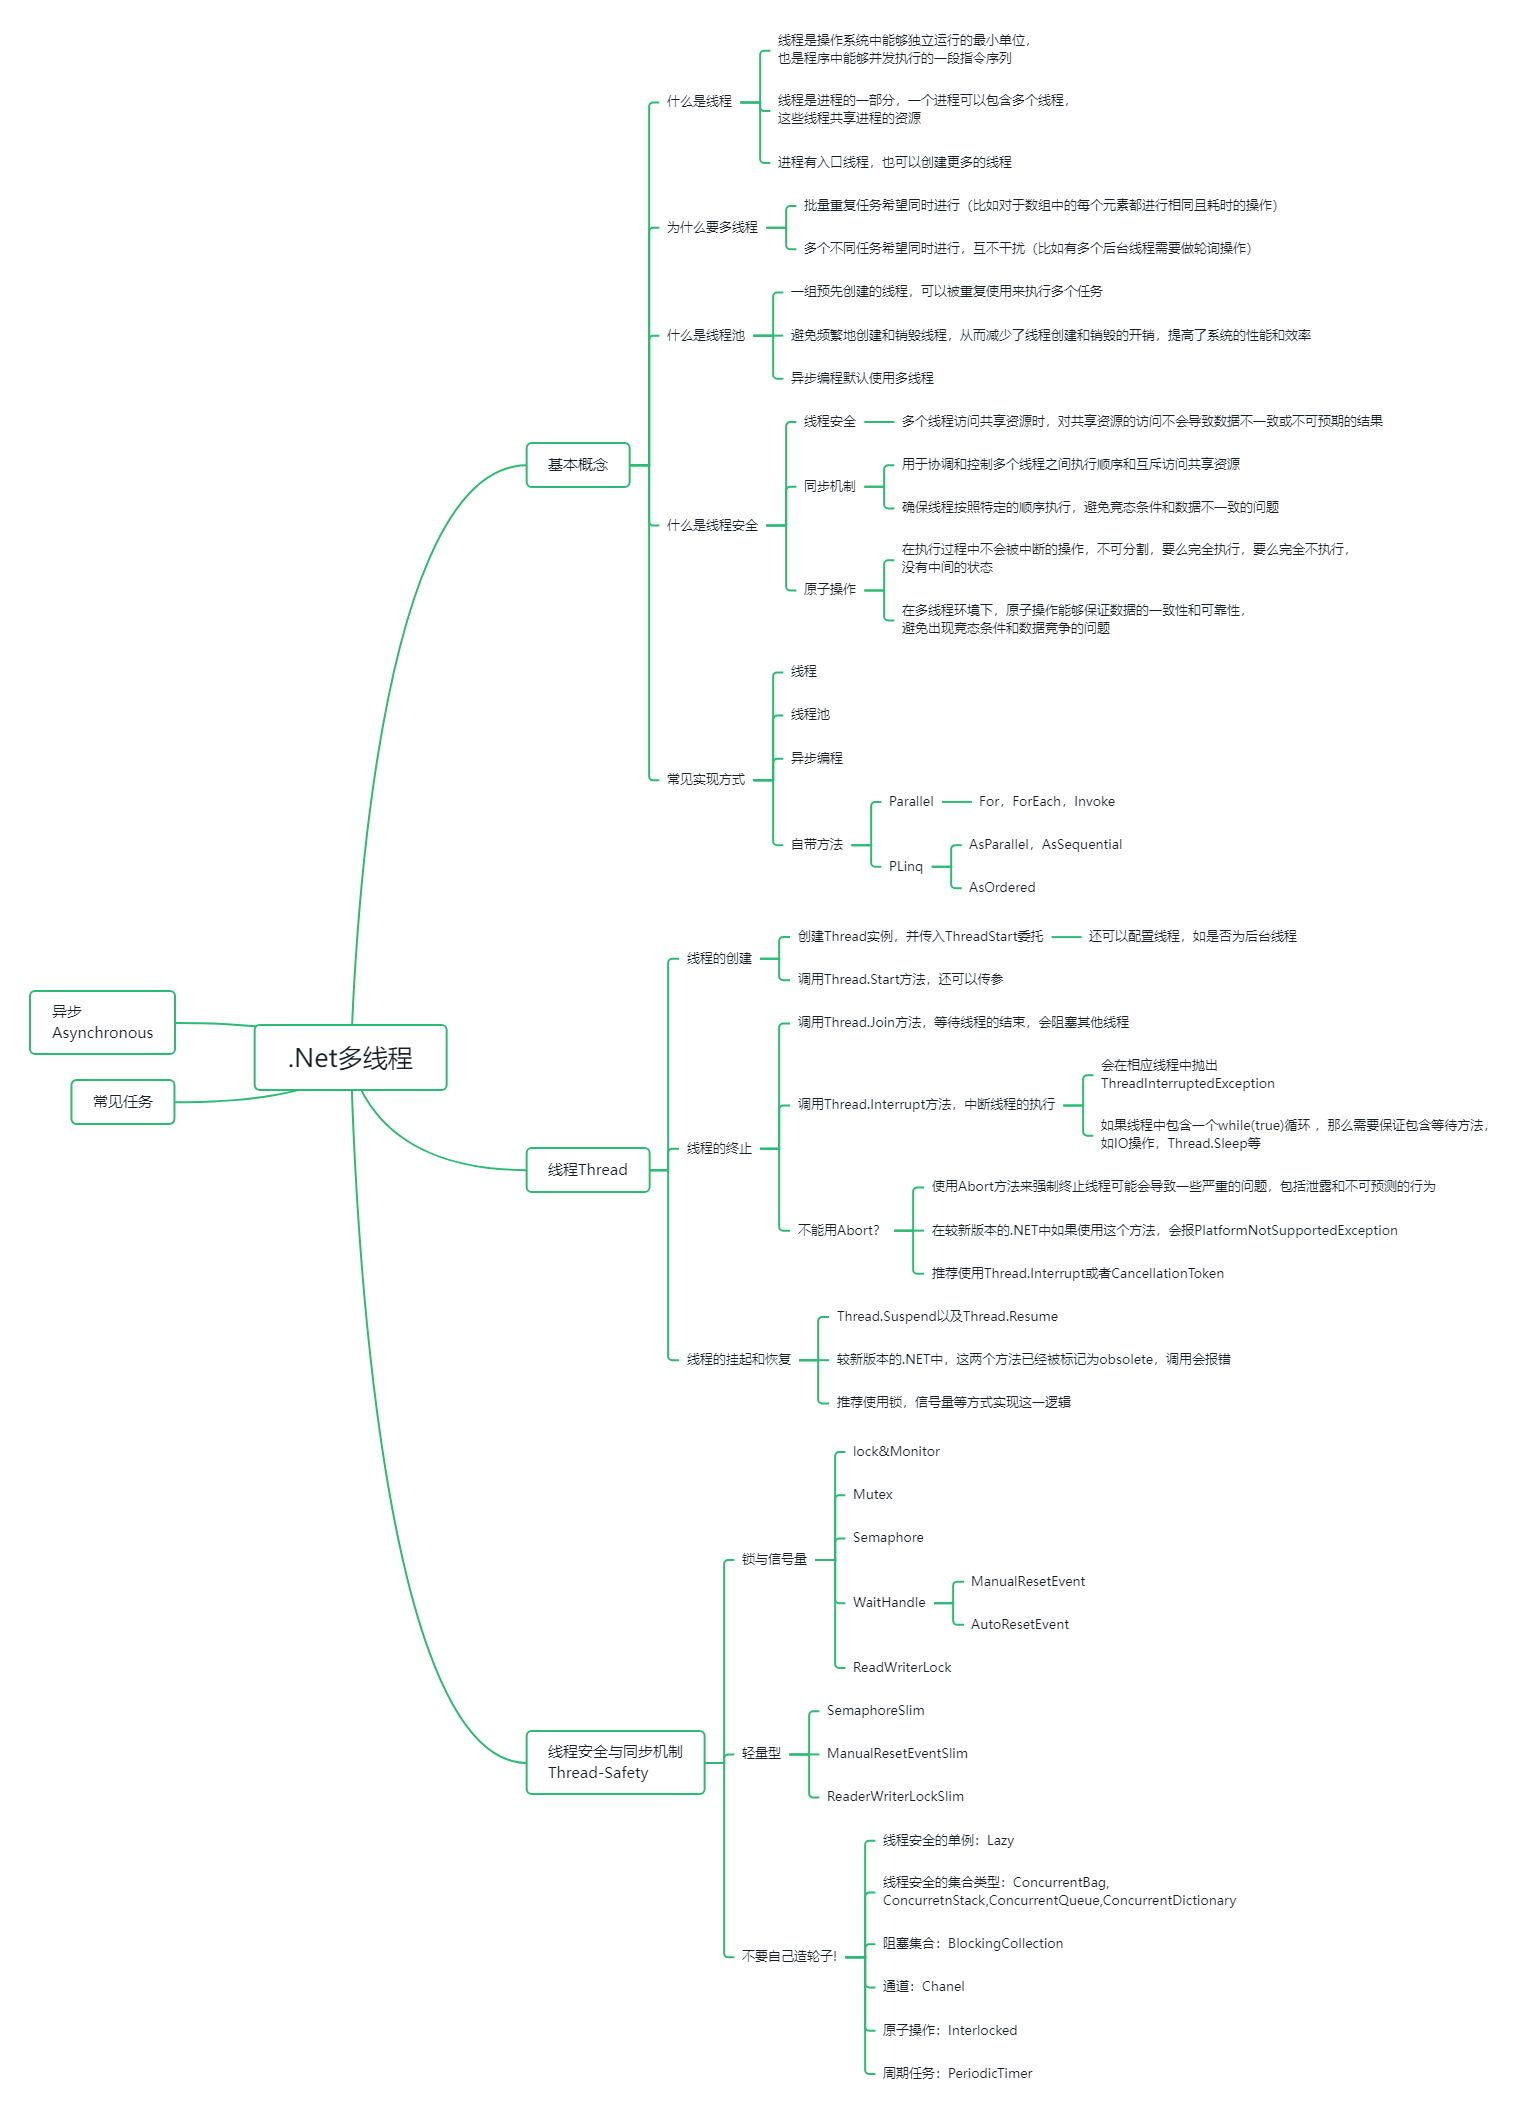 .Net多线程
基本概念
什么是线程
线程是操作系统中能够独立运行的最小单位，
也是程序中能够并发执行的一段指令序列
线程是进程的一部分，一个进程可以包含多个线程，
这些线程共享进程的资源
进程有入口线程，也可以创建更多的线程
为什么要多线程
批量重复任务希望同时进行（比如对于数组中的每个元素都进行相同且耗时的操作）
多个不同任务希望同时进行，互不干扰（比如有多个后台线程需要做轮询操作）
什么是线程池
一组预先创建的线程，可以被重复使用来执行多个任务
避免频繁地创建和销毁线程，从而减少了线程创建和销毁的开销，提高了系统的性能和效率
异步编程默认使用多线程
什么是线程安全
线程安全
多个线程访问共享资源时，对共享资源的访问不会导致数据不一致或不可预期的结果
同步机制
用于协调和控制多个线程之间执行顺序和互斥访问共享资源
确保线程按照特定的顺序执行，避免竞态条件和数据不一致的问题
原子操作
在执行过程中不会被中断的操作，不可分割，要么完全执行，要么完全不执行，
没有中间的状态
在多线程环境下，原子操作能够保证数据的一致性和可靠性，
避免出现竞态条件和数据竞争的问题
常见实现方式
线程
线程池
异步编程
自带方法
Parallel
For，ForEach，Invoke
PLinq
AsParallel，AsSequential
AsOrdered
线程Thread
线程的创建
创建Thread实例，并传入ThreadStart委托
还可以配置线程，如是否为后台线程
调用Thread.Start方法，还可以传参
线程的终止
调用Thread.Join方法，等待线程的结束，会阻塞其他线程
调用Thread.Interrupt方法，中断线程的执行
会在相应线程中抛出
ThreadInterruptedException
如果线程中包含一个while(true)循环 ，那么需要保证包含等待方法，
如IO操作，Thread.Sleep等
不能用Abort？
使用Abort方法来强制终止线程可能会导致一些严重的问题，包括泄露和不可预测的行为
在较新版本的.NET中如果使用这个方法，会报PlatformNotSupportedException
推荐使用Thread.Interrupt或者CancellationToken
线程的挂起和恢复
Thread.Suspend以及Thread.Resume
较新版本的.NET中，这两个方法已经被标记为obsolete，调用会报错
推荐使用锁，信号量等方式实现这一逻辑
线程安全与同步机制
Thread-Safety
锁与信号量
lock&Monitor
Mutex
Semaphore
WaitHandle
ManualResetEvent
AutoResetEvent
ReadWriterLock
轻量型
SemaphoreSlim
ManualResetEventSlim
ReaderWriterLockSlim
不要自己造轮子!
线程安全的单例：Lazy
线程安全的集合类型：ConcurrentBag,
ConcurretnStack,ConcurrentQueue,ConcurrentDictionary
阻塞集合：BlockingCollection
通道：Chanel
原子操作：Interlocked
周期任务：PeriodicTimer
异步
Asynchronous
常见任务